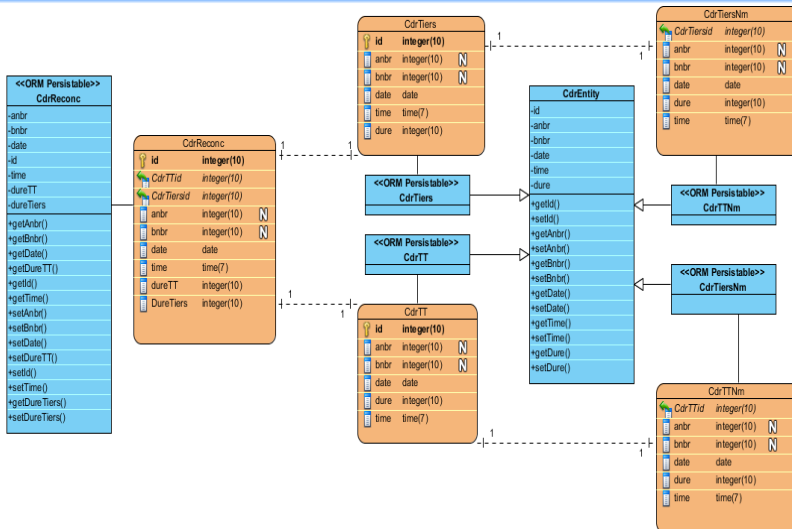 <<ORM Persistable>>
CdrReconc
-anbr
-bnbr
-date
-id
-time
-dureTT
-dureTiers
+getAnbr()
+getBnbr()
+getDate()
+getDureTT()
+getId()
+getTime()
+setAnbr()
+setBnbr()
+setDate()
+setDureTT()
+setId()
+setTime()
+getDureTiers()
+setDureTiers()
CdrReconc
id integer(10)
CdrTTid integer(10)
CdrTiersid integer(10)
anbr integer(10) N
bnbr integer(10) N
date date
time time(7)
dureTT integer(10)
DureTiers integer(10)
1
1
1
1
CdrTiers
id integer(10)
anbr integer(10) N
bnbr integer(10) N
date date
time time(7)
dure integer(10)
<<ORM Persistable>>
CdrTiers
<<ORM Persistable>>
CdrTT
CdrTT
id integer(10)
anbr integer(10) N
bnbr integer(10) N
date date
dure integer(10)
time time(7)
1
1
CdrEntity
-id
-anbr
-bnbr
-date
-time
-dure
+getId()
+setId()
+getAnbr()
+setAnbr()
+getBnbr()
+setBnbr()
+getDate()
+setDate()
+getTime()
+setTime()
+getDure()
+setDure()
1
1
CdrTiersNm
CdrTiersid integer(10)
anbr integer(10) N
bnbr integer(10) N
date date
dure integer(10)
time time(7)
<<ORM Persistable>>
CdrTTNm
<<ORM Persistable>>
CdrTiersNm
CdrTTNm
CdrTTid integer(10)
anbr integer(10) N
bnbr integer(10) N
date date
dure integer(10)
time time(7)